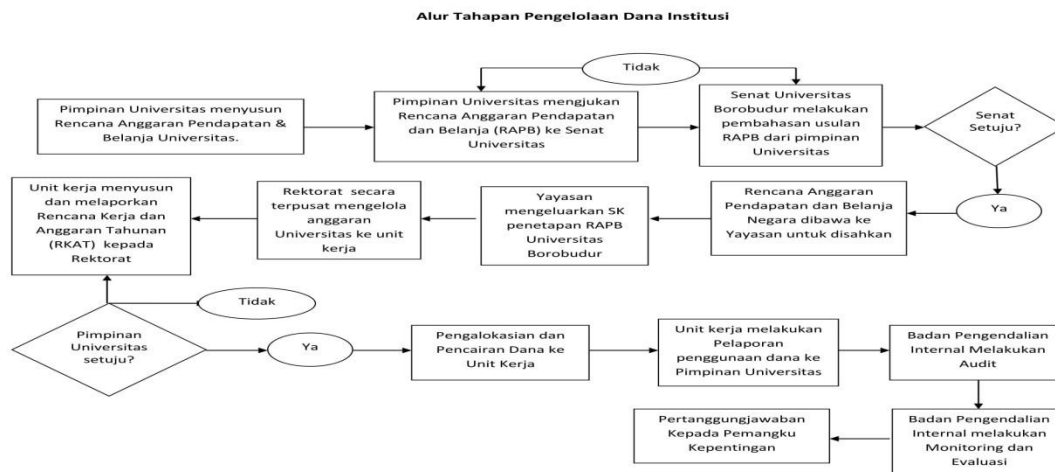 Alur Tahapan Pengelolaan Dana Institusi
Tidak
Pimpinan Universitas menyusun
Rencana Anggaran Pendapatan &
Belanja Universitas.
Pimpinan Universitas mengjukan
Rencana Anggaran Pendapatan
dan Belanja (RAPB) ke Senat
Universitas
Senat Universitas
Borobudur melakukan
pembahasan usulan
RAPB dari pimpinan
Universitas
Senat
Setuju?
Ya
Rencana Anggaran
Pendapatan dan Belanja
Negara dibawa ke
Yayasan untuk disahkan
Yayasan
mengeluarkan SK
penetapan RAPB
Universitas
Borobudur
Rektorat secara
terpusat mengelola
anggaran
Universitas ke unit
kerja
Unit kerja menyusun
dan melaporkan
Rencana Kerja dan
Anggaran Tahunan
(RKAT) kepada
Rektorat
Tidak
Pimpinan
Universitas
setuju?
Ya
Pengalokasian dan
Pencairan Dana ke
Unit Kerja
Unit kerja melakukan
Pelaporan
penggunaan dana ke
Pimpinan Universitas
Badan Pengendalian
Internal Melakukan
Audit
Badan Pengendalian
Internal melakukan
Monitoring dan
Evaluasi
Pertanggungjawaban
Kepada Pemangku
Kepentingan